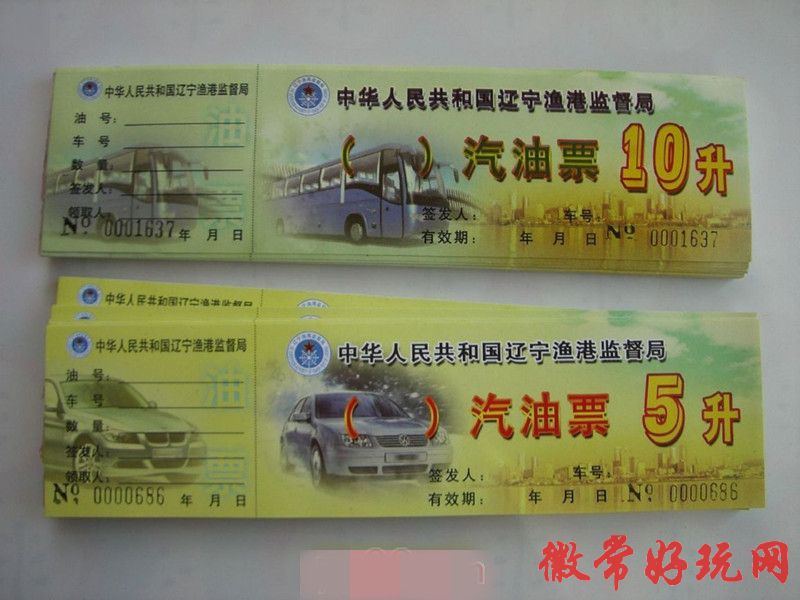 中华人民共和国辽宁渔港监督局
油 号:
车 号
数 量:
签发人:
领取人:
油票
№ 0001637 年 月 日
中华人民共和国辽宁渔港监督局
( ) 汽油票 10升
签发人: 车号:
有效期: 年 月 日 № 0001637
中华人民共和国辽宁渔港监督局
中华人民共和国辽宁渔港监督局
油 号:
车 号:
数 量:
签发人:
领取人:
油票
№ 0000686 年 月 日
中华人民共和国辽宁渔港监督局
( ) 汽油票 5升
签发人: 车号:
有效期: 年 月 日 № 0000686
徽常好玩网